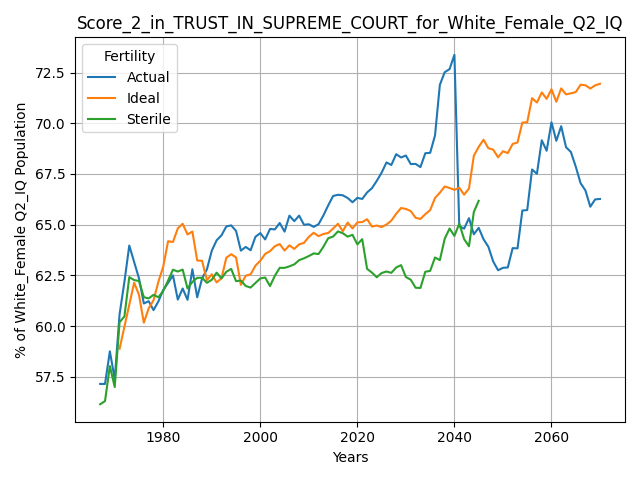 Score_2_in_TRUST_IN_SUPREME_COURT_for_White_Female_Q2_IQ
Fertility
Actual
Ideal
Sterile
% of White_Female Q2_IQ Population
72.5
70.0
67.5
65.0
62.5
60.0
57.5
1980
2000
2020
2040
2060
Years